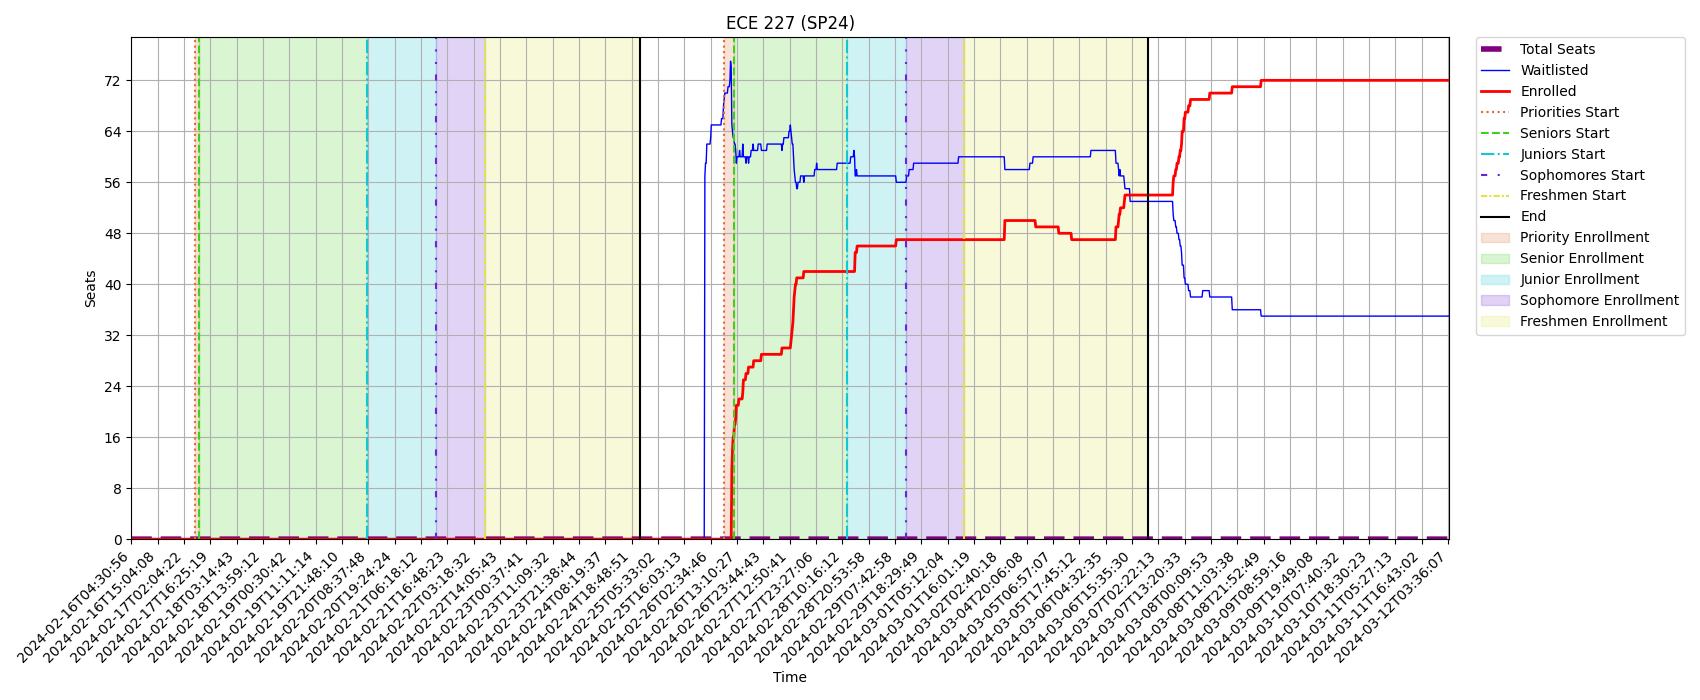 ECE 227 (SP24)
Seats
72
64
56
48
40
32
24
16
8
0
2024-02-16T04:30:56
2024-02-16T15:04:08
2024-02-17T02:04:22
2024-02-17T16:25:19
2024-02-18T03:14:43
2024-02-18T13:59:12
2024-02-19T00:30:42
2024-02-19T11:11:14
2024-02-19T21:48:10
2024-02-20T08:37:48
2024-02-20T19:24:24
2024-02-21T06:18:12
2024-02-21T16:48:23
2024-02-22T03:18:32
2024-02-22T14:05:43
2024-02-23T00:37:41
2024-02-23T11:09:32
2024-02-23T21:38:44
2024-02-24T08:19:37
2024-02-24T18:48:51
2024-02-25T05:33:02
2024-02-25T16:03:13
2024-02-26T02:34:46
2024-02-26T13:10:27
2024-02-26T23:44:43
2024-02-27T12:50:41
2024-02-27T23:27:06
2024-02-28T10:16:12
2024-02-28T20:53:58
2024-02-29T07:42:58
2024-02-29T18:29:49
2024-03-01T05:12:04
2024-03-01T16:01:19
2024-03-02T02:40:18
2024-03-04T20:06:08
2024-03-05T06:57:07
2024-03-05T17:45:12
2024-03-06T04:32:35
2024-03-06T15:35:30
2024-03-07T02:22:13
2024-03-07T13:20:33
2024-03-08T00:09:53
2024-03-08T11:03:38
2024-03-08T21:52:49
2024-03-09T08:59:16
2024-03-09T19:49:08
2024-03-10T07:40:32
2024-03-10T18:30:23
2024-03-11T05:27:13
2024-03-11T16:43:02
2024-03-12T03:36:07
Time
Total Seats
Waitlisted
Enrolled
Priorities Start
Seniors Start
Juniors Start
Sophomores Start
Freshmen Start
End
Priority Enrollment
Senior Enrollment
Junior Enrollment
Sophomore Enrollment
Freshmen Enrollment